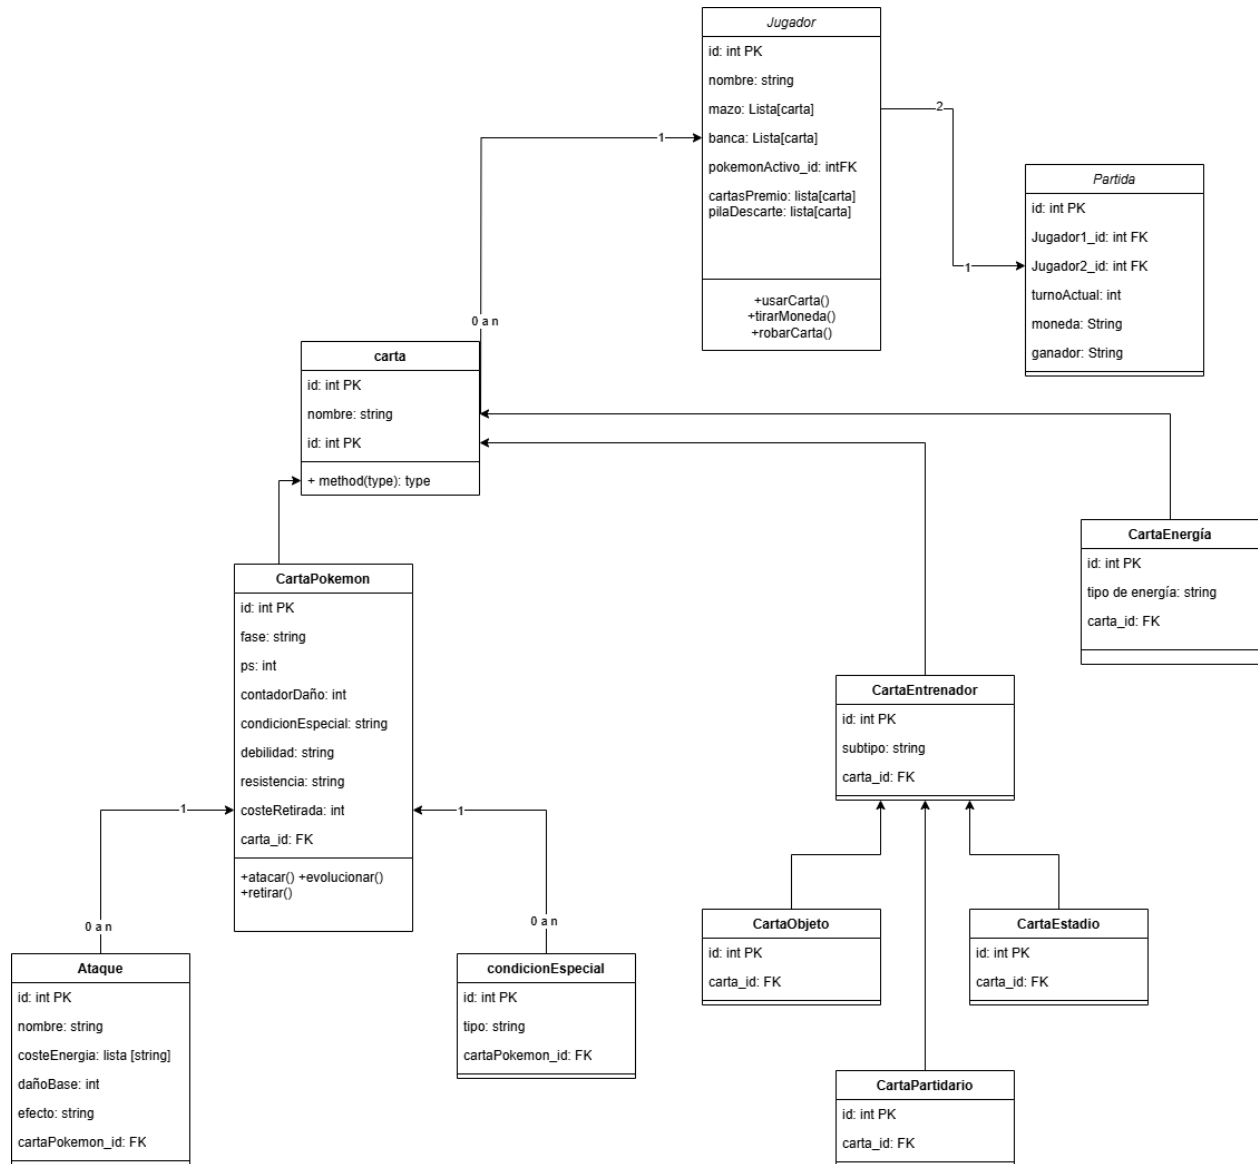 Jugador
id: int PK
nombre: string
mazo: Lista[carta]
banca: Lista[carta]
pokemonActivo_id: intFK
cartasPremio: lista[carta]
pilaDescarte: lista[carta]
+usarCarta()
+tirarMoneda()
+robarCarta()
2
1
1
0 a n
Partida
id: int PK
Jugador1_id: int FK
Jugador2_id: int FK
turnoActual: int
moneda: String
ganador: String
carta
id: int PK
nombre: string
id: int PK
+ method(type): type
CartaEnergía
id: int PK
tipo de energía: string
carta_id: FK
CartaPokemon
id: int PK
fase: string
ps: int
contadorDaño: int
condicionEspecial: string
debilidad: string
resistencia: string
costeRetirada: int
carta_id: FK
+atacar() +evolucionar()
+retirar()
1
0 a n
1
0 a n
CartaEntrenador
id: int PK
subtipo: string
carta_id: FK
CartaObjeto
id: int PK
carta_id: FK
CartaEstadio
id: int PK
carta_id: FK
Ataque
id: int PK
nombre: string
costeEnergia: lista [string]
dañoBase: int
efecto: string
cartaPokemon_id: FK
condicionEspecial
id: int PK
tipo: string
cartaPokemon_id: FK
CartaPartidario
id: int PK
carta_id: FK